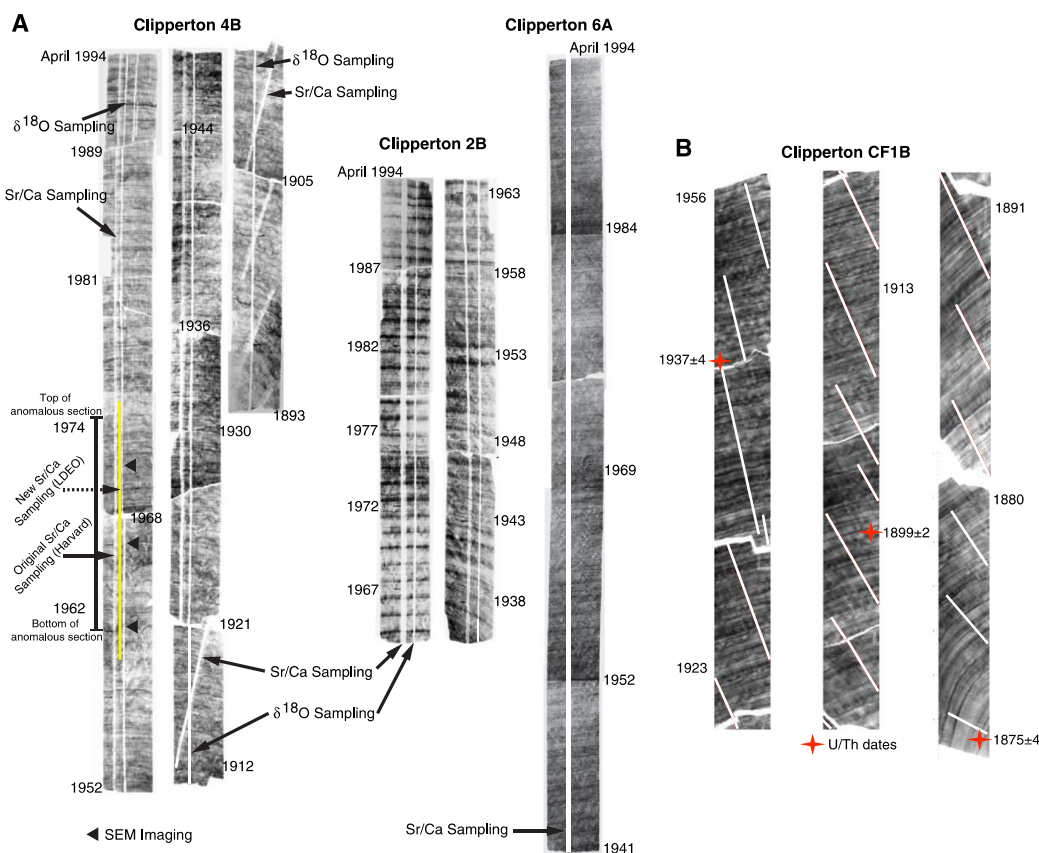 A
Clipperton 4B
April 1994
δ18O Sampling
1989
Sr/Ca Sampling
1981
Top of
anomalous section
1974
New Sr/Ca
Sampling (LDEO)
1968
Original Sr/Ca
Sampling (Harvard)
1962
Bottom of
anomalous section
1952
SEM Imaging
1944
1936
1930
1921
1912
δ18O Sampling
Sr/Ca Sampling
1905
1893
Sr/Ca Sampling
δ18O Sampling
Clipperton 2B
April 1994
1987
1982
1977
1972
1967
1963
1958
1953
1948
1943
1938
Clipperton 6A
April 1994
1984
1969
1952
Sr/Ca Sampling
1941
B
Clipperton CF1B
1956
1937±4
1923
1913
1899±2
U/Th dates
1891
1880
1875±4